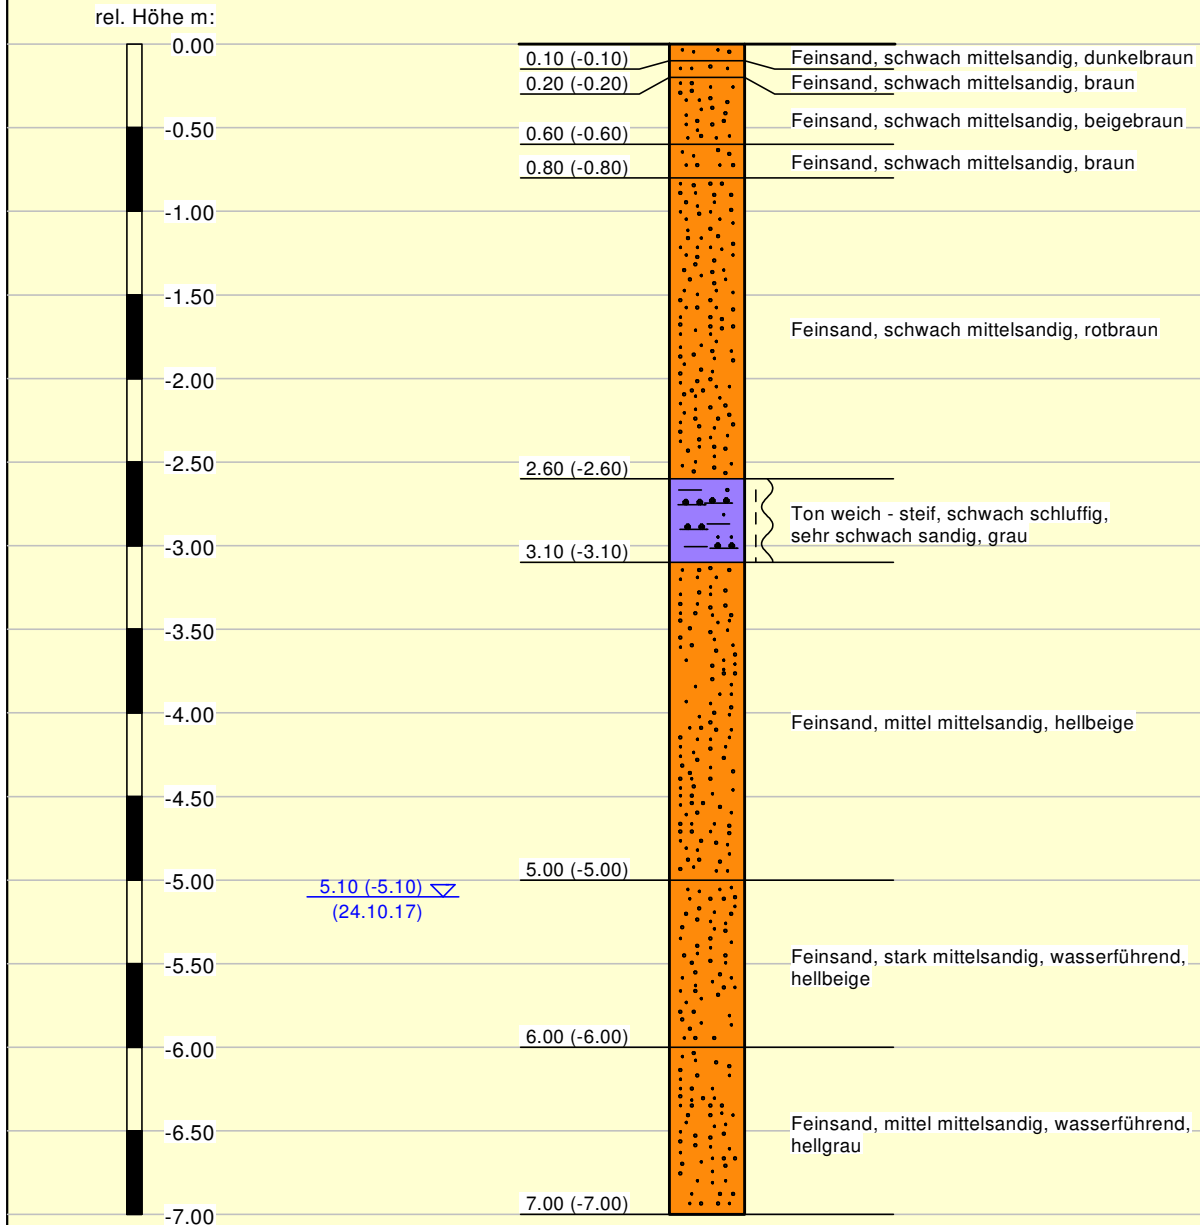 rel. Höhe m:
0.00
-0.50
-1.00
-1.50
-2.00
-2.50
-3.00
-3.50
-4.00
-4.50
-5.00
-5.50
-6.00
-6.50
-7.00
5.10 (-5.10)
(24.10.17)
0.10 (-0.10)
Feinsand, schwach mittelsandig, dunkelbraun
0.20 (-0.20)
Feinsand, schwach mittelsandig, braun
0.60 (-0.60)
Feinsand, schwach mittelsandig, beigebraun
0.80 (-0.80)
Feinsand, schwach mittelsandig, braun
2.60 (-2.60)
Feinsand, schwach mittelsandig, rotbraun
3.10 (-3.10)
Ton weich - steif, schwach schluffig,
sehr schwach sandig, grau
5.00 (-5.00)
Feinsand, mittel mittelsandig, hellbeige
6.00 (-6.00)
Feinsand, stark mittelsandig, wasserführend,
hellbeige
7.00 (-7.00)
Feinsand, mittel mittelsandig, wasserführend,
hellgrau